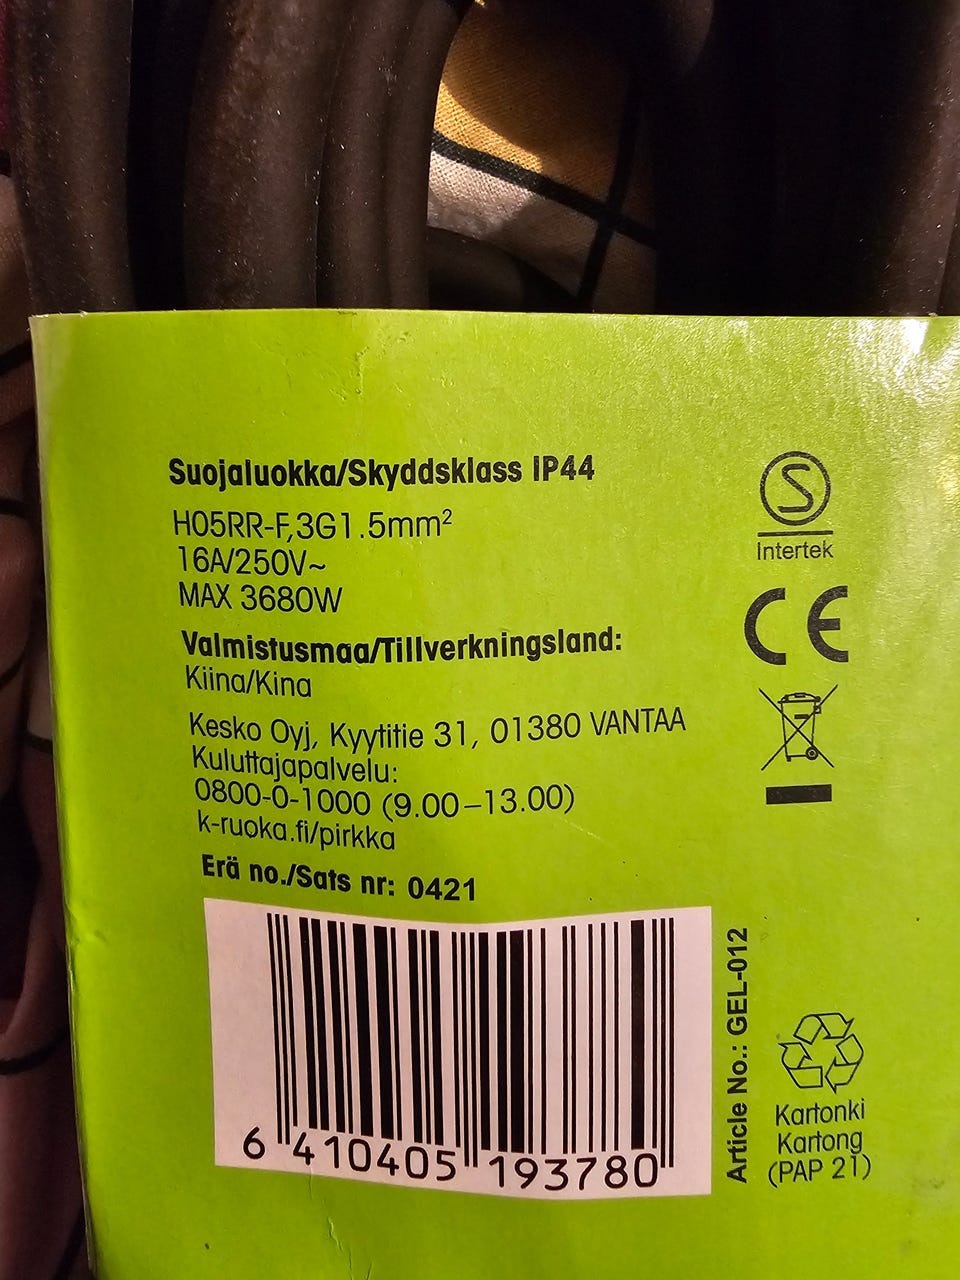 Suojaluokka/Skyddsklass IP44
H05RR-F,3G1.5mm²
16A/250V~
MAX 3680W
Valmistusmaa/Tillverkningsland:
Kiina/Kina
Kesko Oyj, Kyytitie 31, 01380 VANTAA
Kuluttajapalvelu:
0800-0-1000 (9.00–13.00)
k-ruoka.fi/pirkka
Erä no./Sats nr: 0421
6 410405 193780
Article No.: GEL-012
S
Intertek
CE
Kartonki
Kartong
(PAP 21)